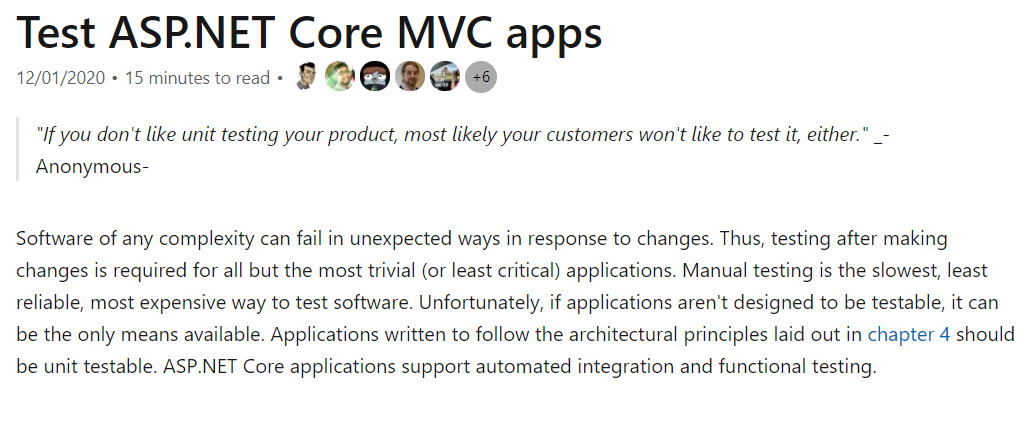 Test ASP.NET Core MVC apps
12/01/2020 • 15 minutes to read • +6
"If you don't like unit testing your product, most likely your customers won't like to test it, either." _-
Anonymous-
Software of any complexity can fail in unexpected ways in response to changes. Thus, testing after making
changes is required for all but the most trivial (or least critical) applications. Manual testing is the slowest, least
reliable, most expensive way to test software. Unfortunately, if applications aren't designed to be testable, it can
be the only means available. Applications written to follow the architectural principles laid out in chapter 4 should
be unit testable. ASP.NET Core applications support automated integration and functional testing.